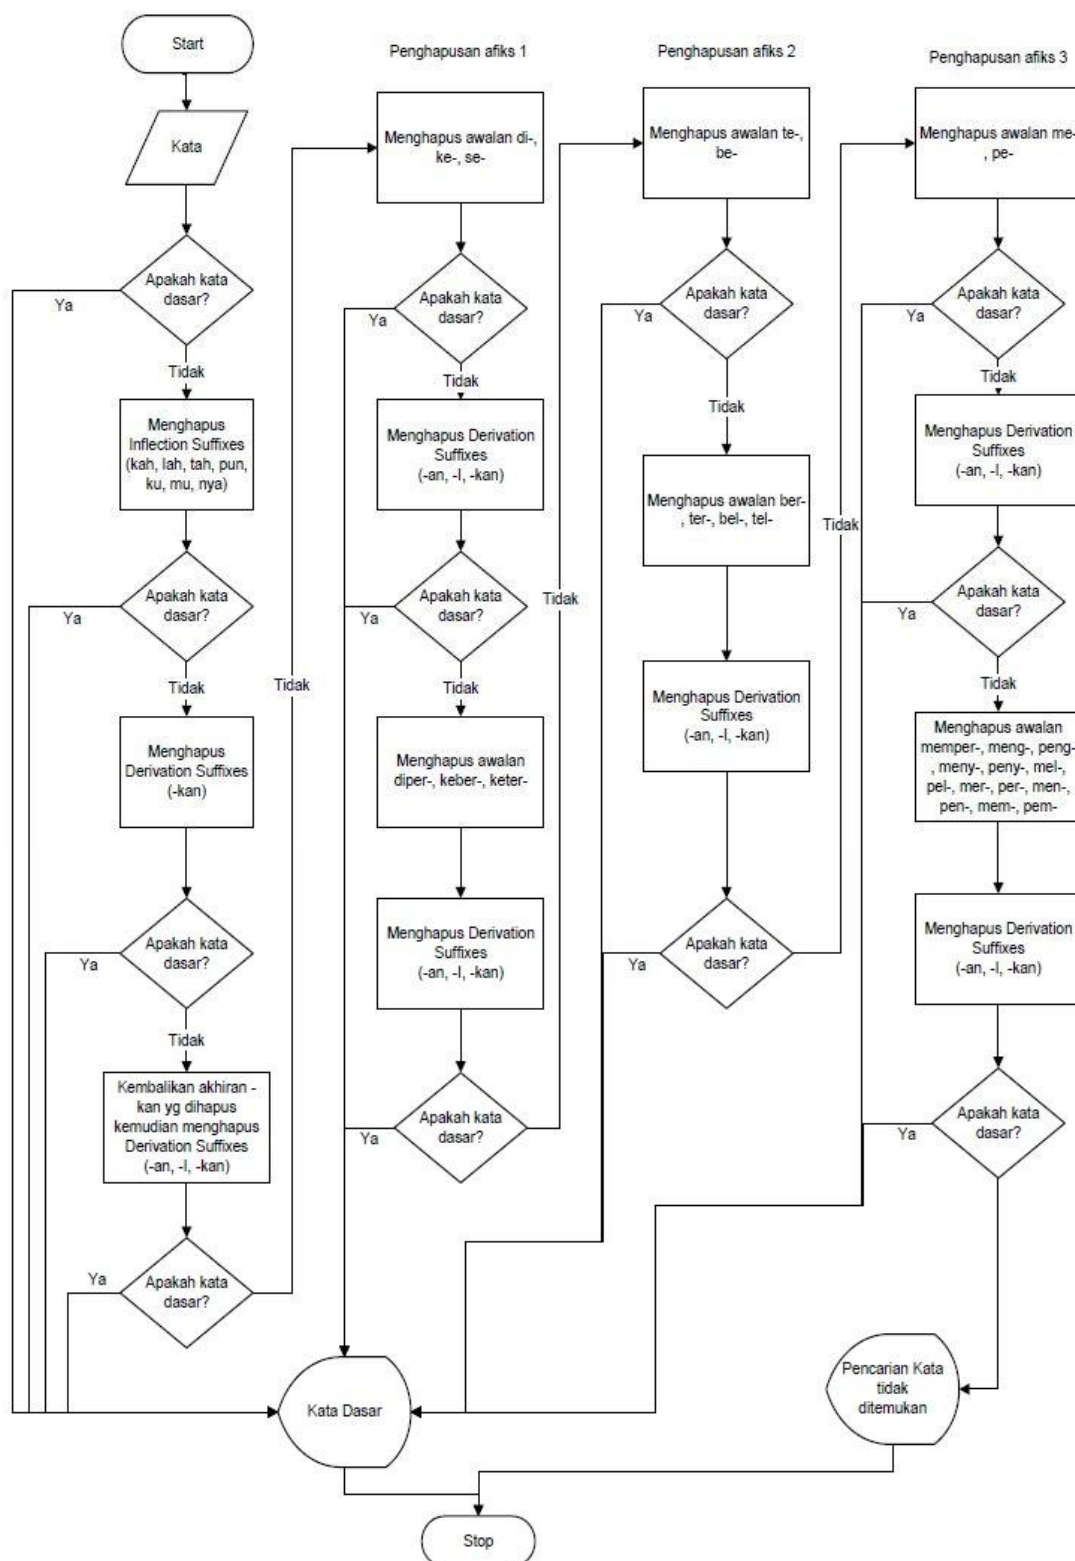 Start
Kata
Apakah kata
dasar?
Ya
Tidak
Menghapus
Inflection Suffixes
(kah, lah, tah, pun,
ku, mu, nya)
Apakah kata
dasar?
Ya
Tidak
Menghapus
Derivation Suffixes
(-kan)
Apakah kata
dasar?
Ya
Tidak
Kembalikan akhiran -
kan yg dihapus
kemudian menghapus
Derivation Suffixes
(-an, -I, -kan)
Apakah kata
dasar?
Ya
Tidak
Penghapusan afiks 1
Menghapus awalan di-,
ke-, se-
Apakah kata
dasar?
Ya
Tidak
Menghapus Derivation
Suffixes
(-an, -I, -kan)
Apakah kata
dasar?
Ya
Tidak
Menghapus awalan
diper-, keber-, keter-
Menghapus Derivation
Suffixes
(-an, -I, -kan)
Apakah kata
dasar?
Ya
Tidak
Penghapusan afiks 2
Menghapus awalan te-,
be-
Apakah kata
dasar?
Ya
Tidak
Menghapus awalan ber-
, ter-, bel-, tel-
Menghapus Derivation
Suffixes
(-an, -I, -kan)
Apakah kata
dasar?
Ya
Tidak
Penghapusan afiks 3
Menghapus awalan me-
, pe-
Apakah kata
dasar?
Ya
Tidak
Menghapus Derivation
Suffixes
(-an, -I, -kan)
Apakah kata
dasar?
Ya
Tidak
Menghapus awalan
memper-, meng-, peng-
, meny-, peny-, mel-,
pel-, mer-, per-, men-,
pen-, mem-, pem-
Menghapus Derivation
Suffixes
(-an, -I, -kan)
Apakah kata
dasar?
Ya
Kata Dasar
Pencarian Kata
tidak
ditemukan
Stop